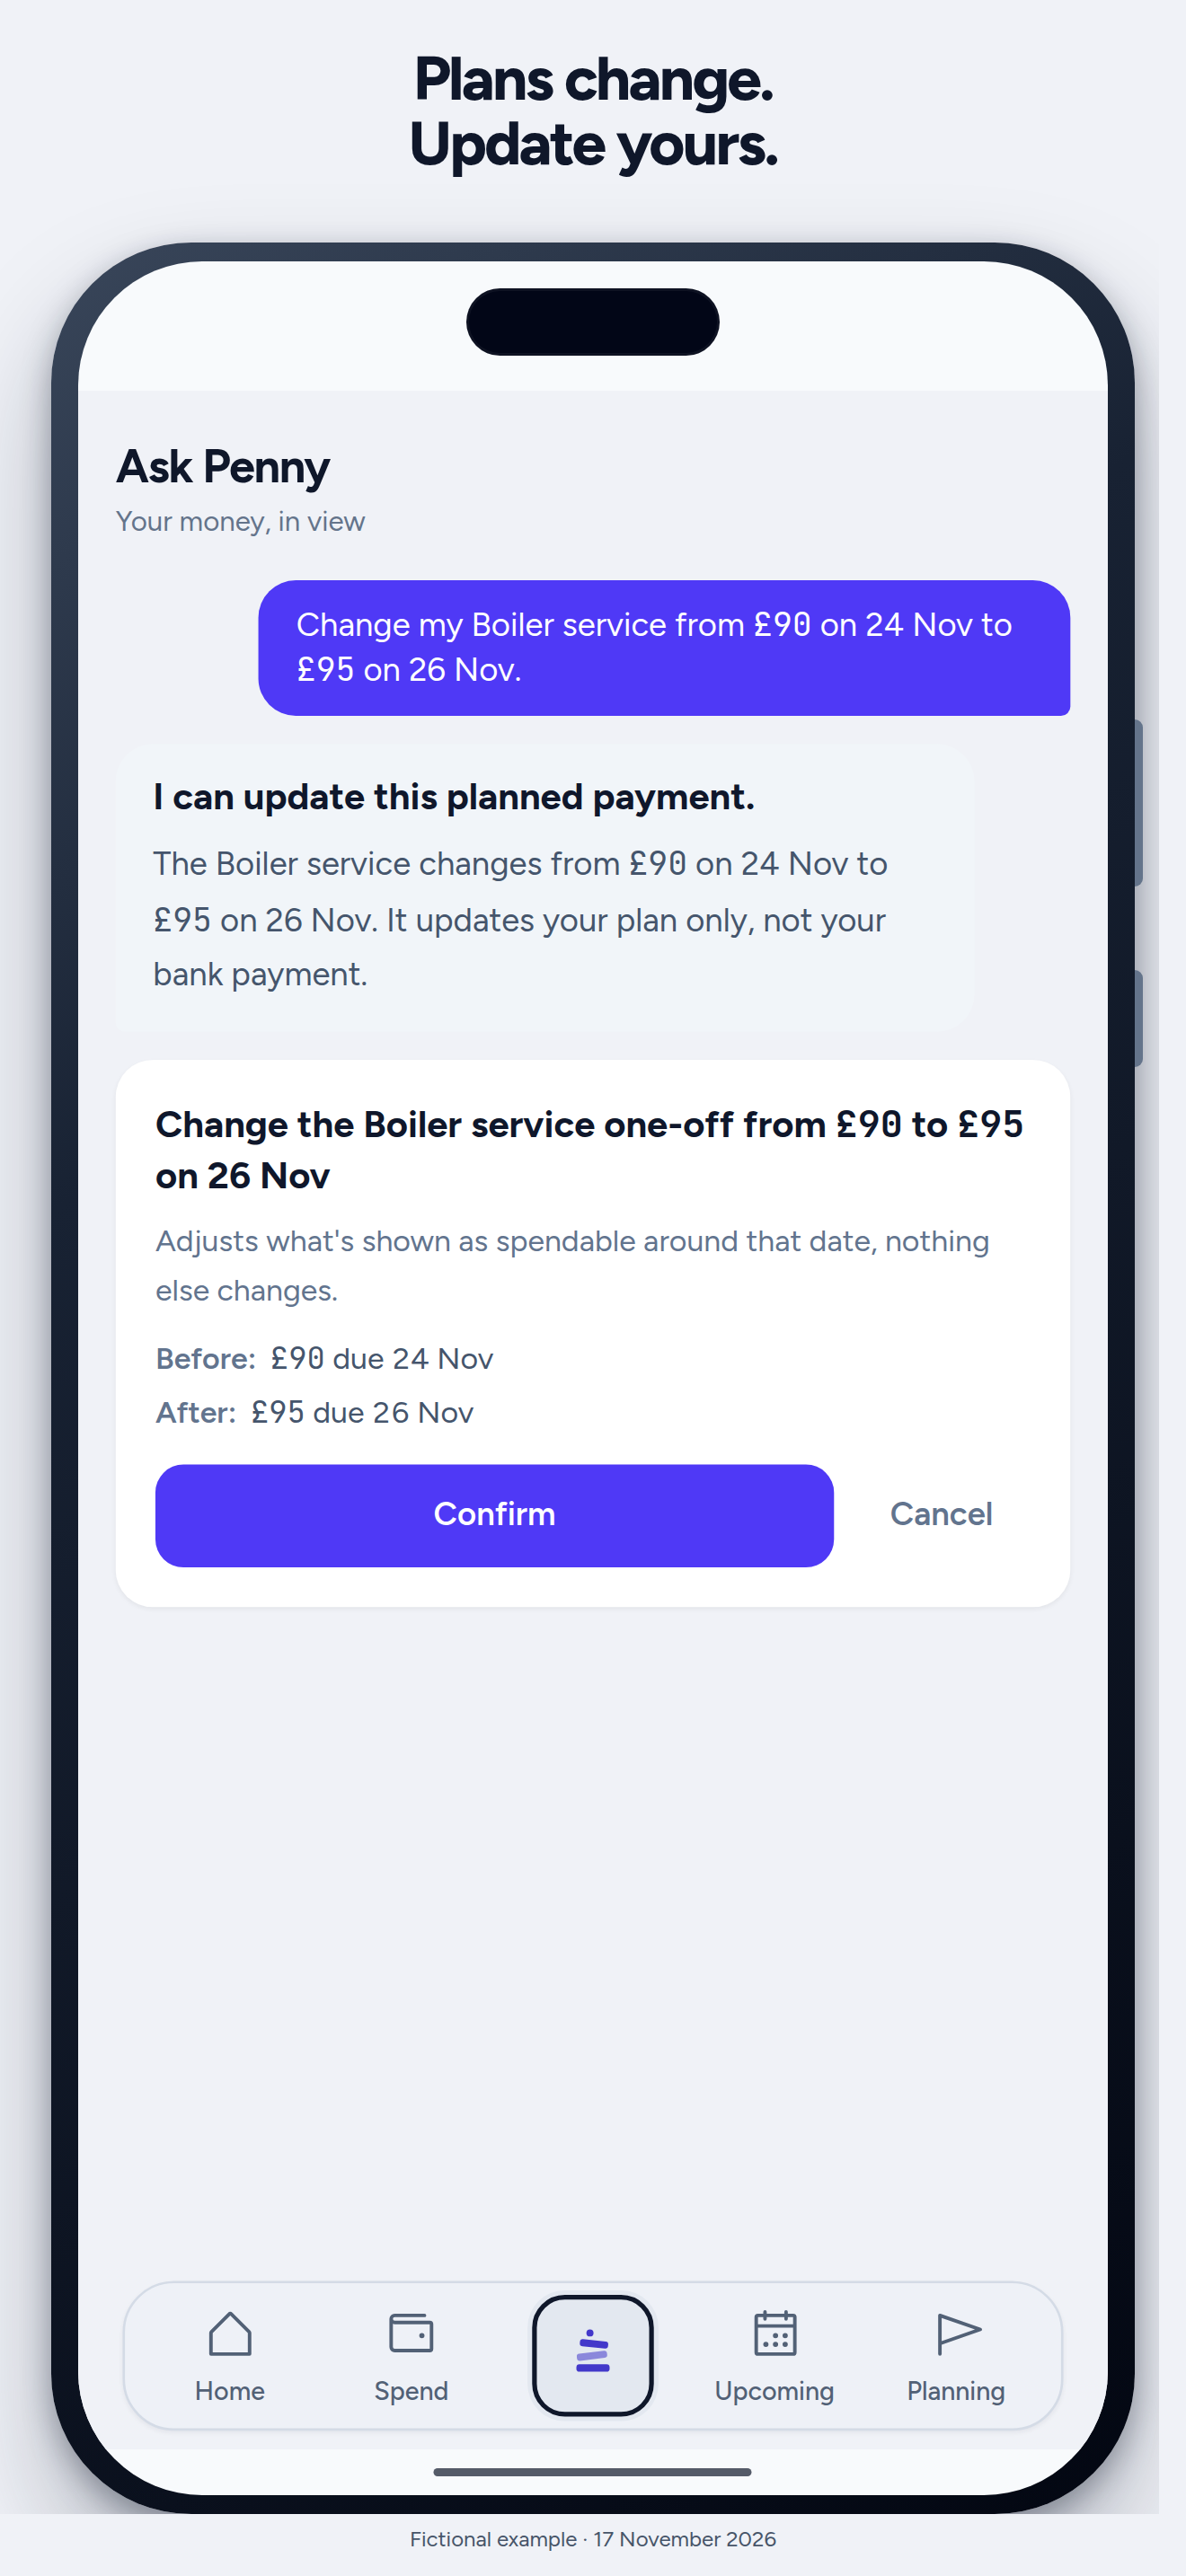 Plans change.
Update yours.
Ask Penny
Your money, in view
Change my Boiler service from £90 on 24 Nov to
£95 on 26 Nov.
I can update this planned payment.
The Boiler service changes from £90 on 24 Nov to
£95 on 26 Nov. It updates your plan only, not your
bank payment.
Change the Boiler service one-off from £90 to £95
on 26 Nov
Adjusts what's shown as spendable around that date, nothing
else changes.
Before: £90 due 24 Nov
After: £95 due 26 Nov
Confirm Cancel
Home Spend Upcoming Planning
Fictional example · 17 November 2026